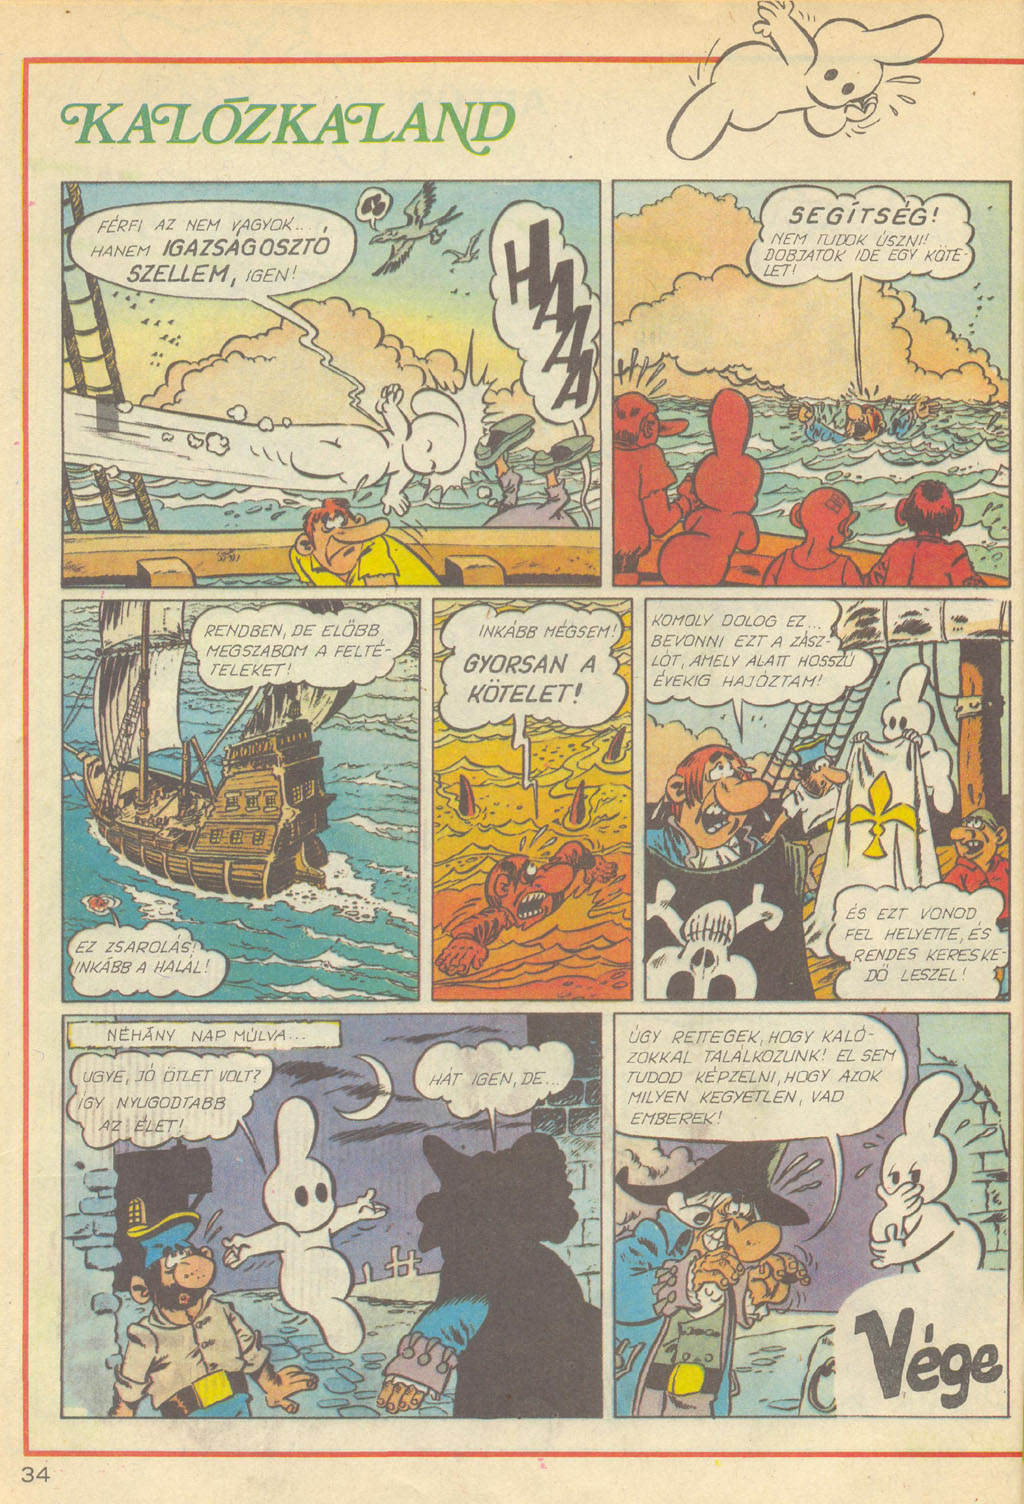 KALÓZKALAND
FÉRFI AZ NEM VAGYOK...
HANEM IGAZSÁGOSZTÓ
SZELLEM, IGEN!
HAZAA
SEGÍTSÉG!
NEM TUDOK ÚSZNI!
DOBJATOK IDE EGY KÖTE-
LET!
RENDBEN, DE ELŐBB
MEGSZABOM A FELTÉ-
TELEKET!
EZ ZSAROLÁS!
INKÁBB A HALÁL!
INKÁBB MÉGSEM!
GYORSAN A
KÖTELET!
KOMOLY DOLOG EZ...
BEVONNI EZT A ZÁSZ-
LÓT, AMELY ALATT HOSSZÚ
ÉVEKIG HAJÓZTAM!
ÉS EZT VONOD
FEL HELYETTE, ÉS
RENDES KERESKE-
DŐ LESZEL!
NÉHÁNY NAP MÚLVA...
UGYE, JÓ ÖTLET VOLT?
ÍGY NYUGODTABB
AZ ÉLET!
HÁT IGEN, DE...
ÚGY RETTEGEK, HOGY KALÓ-
ZOKKAL TALÁLKOZUNK! EL SEM
TUDOD KÉPZELNI, HOGY AZOK
MILYEN KEGYETLEN, VAD
EMBEREK!
Vége
34